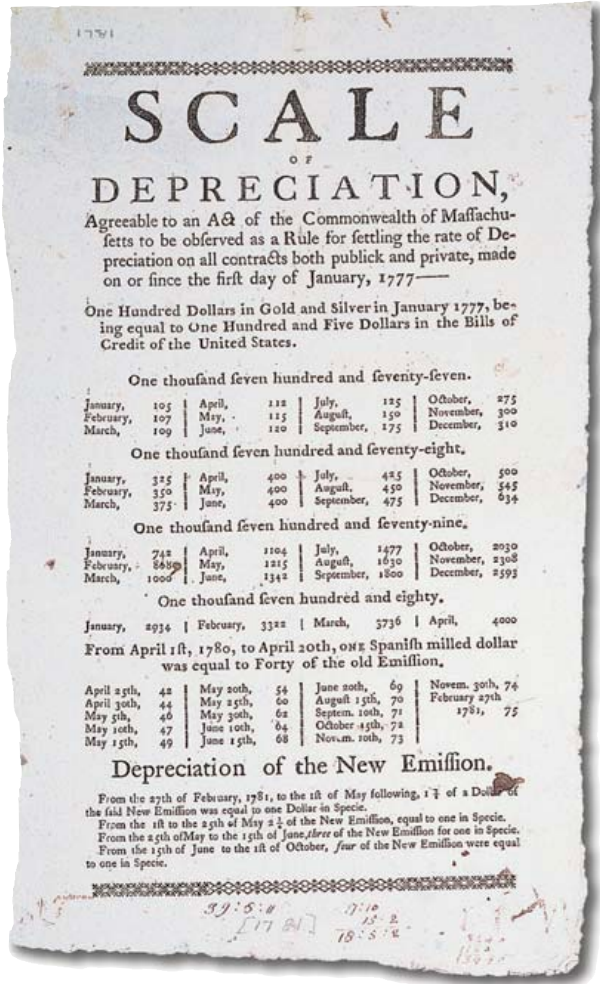 1781
SCALE
OF
DEPRECIATION,
Agreeable to an Act of the Commonwealth of Maſſachu-
ſetts to be obſerved as a Rule for ſettling the rate of De-
preciation on all contracts both publick and private, made
on or ſince the firſt day of January, 1777——
One Hundred Dollars in Gold and Silver in January 1777, be-
ing equal to One Hundred and Five Dollars in the Bills of
Credit of the United States.
One thouſand ſeven hundred and ſeventy-ſeven.
January, 105 | April, 112 | July, 125 | October, 275
February, 107 | May, 115 | Auguſt, 150 | November, 300
March, 109 | June, 120 | September, 175 | December, 310
One thouſand ſeven hundred and ſeventy-eight.
January, 325 | April, 400 | July, 425 | October, 500
February, 350 | May, 400 | Auguſt, 450 | November, 545
March, 375 | June, 400 | September, 475 | December, 634
One thouſand ſeven hundred and ſeventy-nine.
January, 742 | April, 1104 | July, 1477 | October, 2030
February, 868 | May, 1215 | Auguſt, 1630 | November, 2308
March, 1000 | June, 1342 | September, 1800 | December, 2593
One thouſand ſeven hundred and eighty.
January, 2934 | February, 3322 | March, 3736 | April, 4000
From April 1ſt, 1780, to April 20th, ONE Spaniſh milled dollar
was equal to Forty of the old Emiſſion.
April 25th, 42 | May 20th, 54 | June 20th, 69 | Novem. 30th, 74
April 30th, 44 | May 25th, 60 | Auguſt 15th, 70 | February 27th
May 5th, 46 | May 30th, 62 | Septem. 10th, 71 | 1781, 75
May 10th, 47 | June 10th, 64 | October 15th, 72
May 15th, 49 | June 15th, 68 | Novem. 10th, 73
Depreciation of the New Emiſſion.
From the 27th of February, 1781, to the 1ſt of May following, 1 ¾ of a Dollar of
the ſaid New Emiſſion was equal to one Dollar in Specie.
From the 1ſt to the 25th of May 2 ¼ of the New Emiſſion, equal to one in Specie.
From the 25th of May to the 15th of June, three of the New Emiſſion for one in Specie.
From the 15th of June to the 1ſt of October, four of the New Emiſſion were equal
to one in Specie.
39:5:11
[1781]